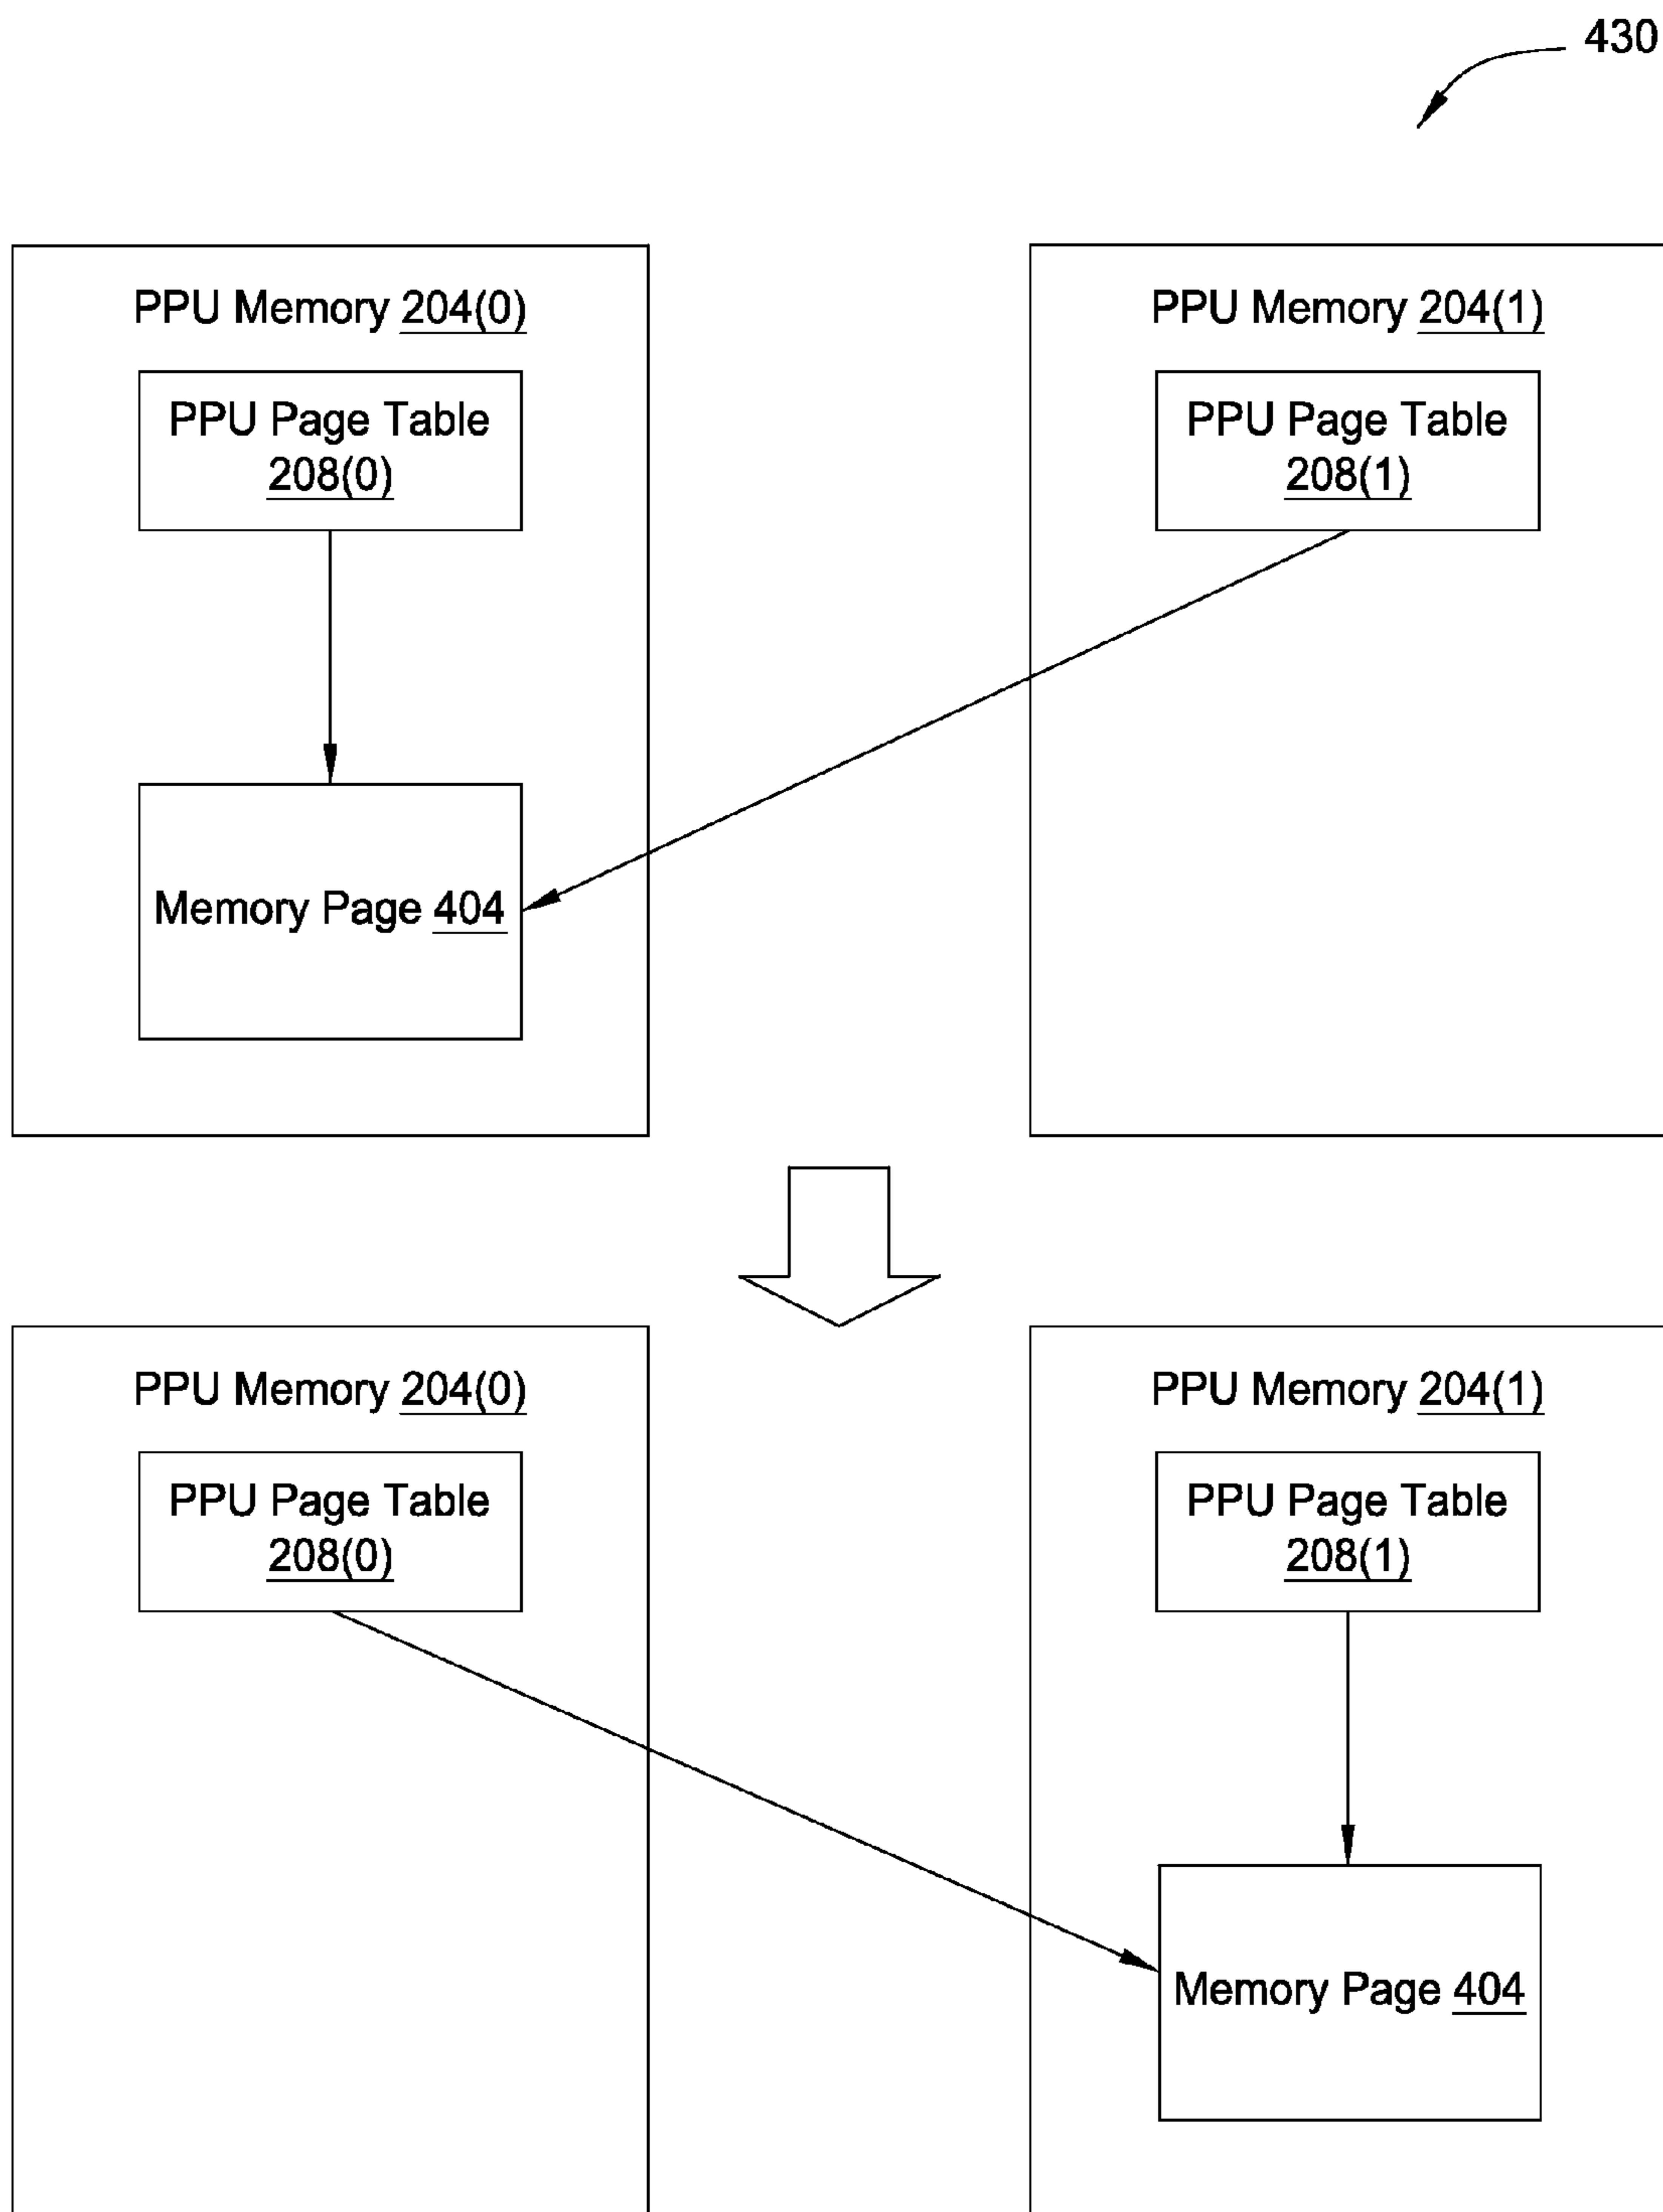 430
PPU Memory 204(0)
PPU Page Table
208(0)
Memory Page 404
PPU Memory 204(1)
PPU Page Table
208(1)
PPU Memory 204(0)
PPU Page Table
208(0)
PPU Memory 204(1)
PPU Page Table
208(1)
Memory Page 404